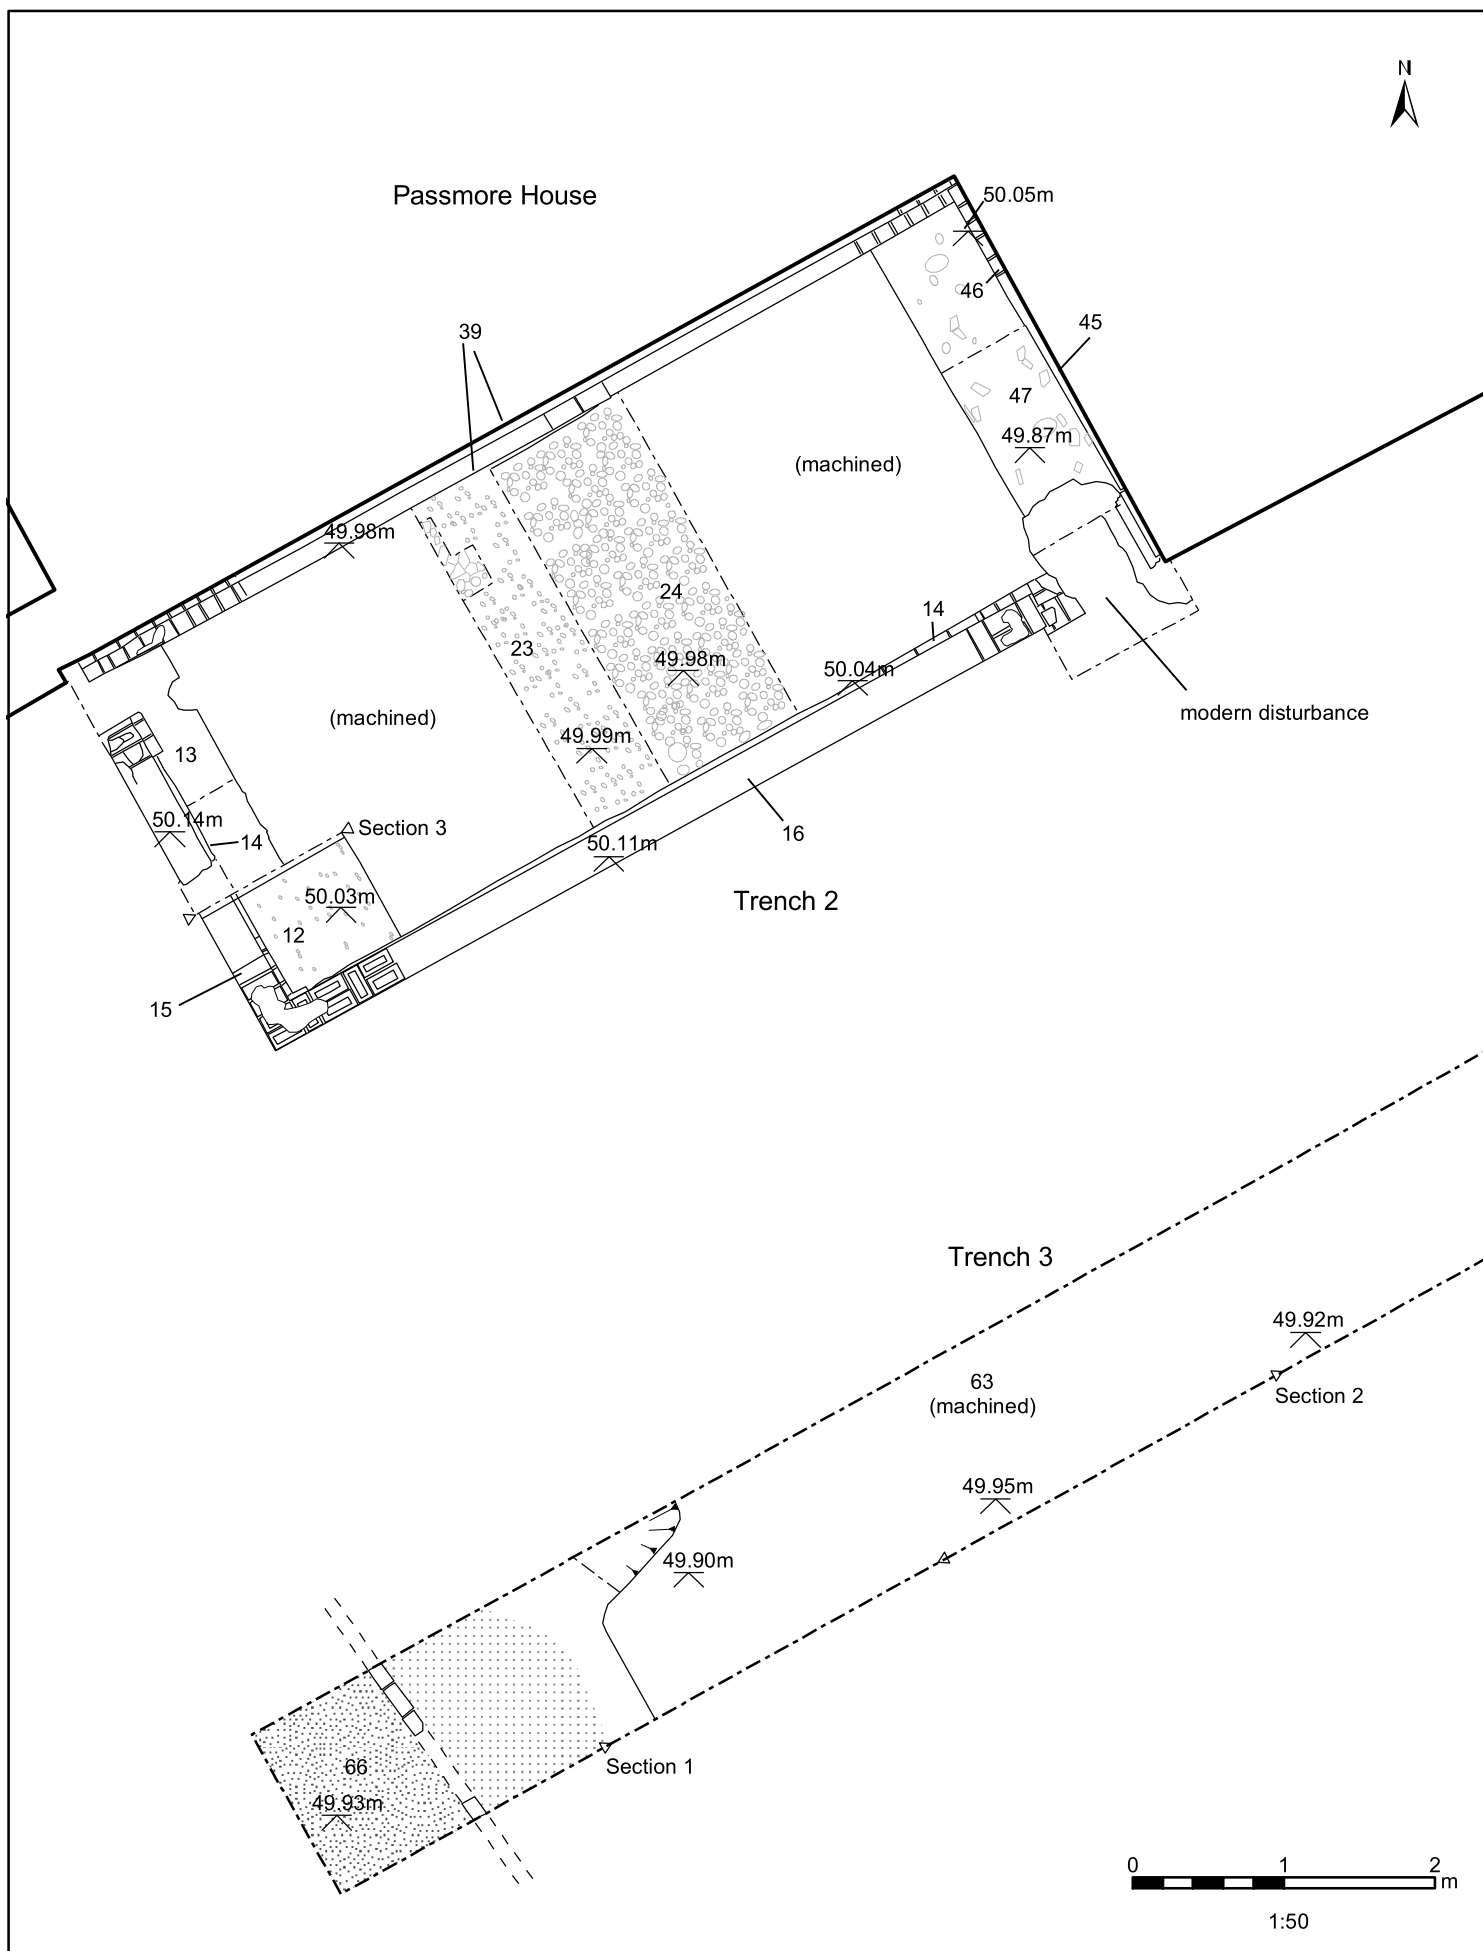 N
Passmore House
50.05m
46
45
39
47
49.87m
(machined)
49.98m
24
14
23
49.98m
50.04m
modern disturbance
(machined)
49.99m
13
50.14m
Section 3
14
16
50.11m
Trench 2
50.03m
12
15
Trench 3
49.92m
63
(machined)
Section 2
49.95m
49.90m
66
Section 1
49.93m
0 1 2
m
1:50